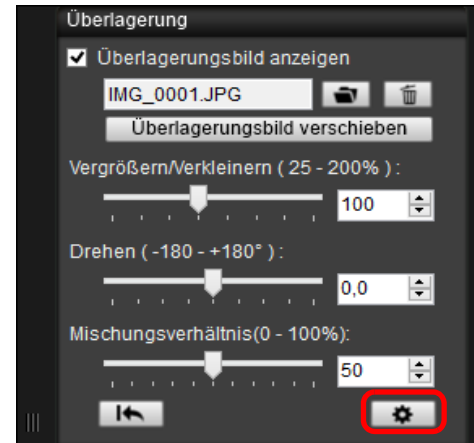 Überlagerung
Überlagerungsbild anzeigen
IMG_0001.JPG
Überlagerungsbild verschieben
Vergrößern/Verkleinern ( 25 - 200% ) :
100
Drehen ( -180 - +180° ) :
0,0
Mischungsverhältnis(0 - 100%):
50